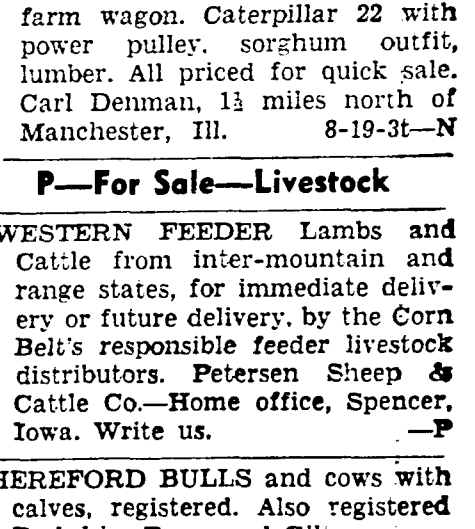 farm wagon. Caterpillar 22 with
power pulley, sorghum outfit,
lumber. All priced for quick sale.
Carl Denman, 1½ miles north of
Manchester, Ill. 8-19-3t—N
P—For Sale—Livestock
WESTERN FEEDER Lambs and
Cattle from inter-mountain and
range states, for immediate deliv-
ery or future delivery, by the Corn
Belt's responsible feeder livestock
distributors. Petersen Sheep &
Cattle Co.—Home office, Spencer,
Iowa. Write us. —P
HEREFORD BULLS and cows with
calves, registered. Also registered